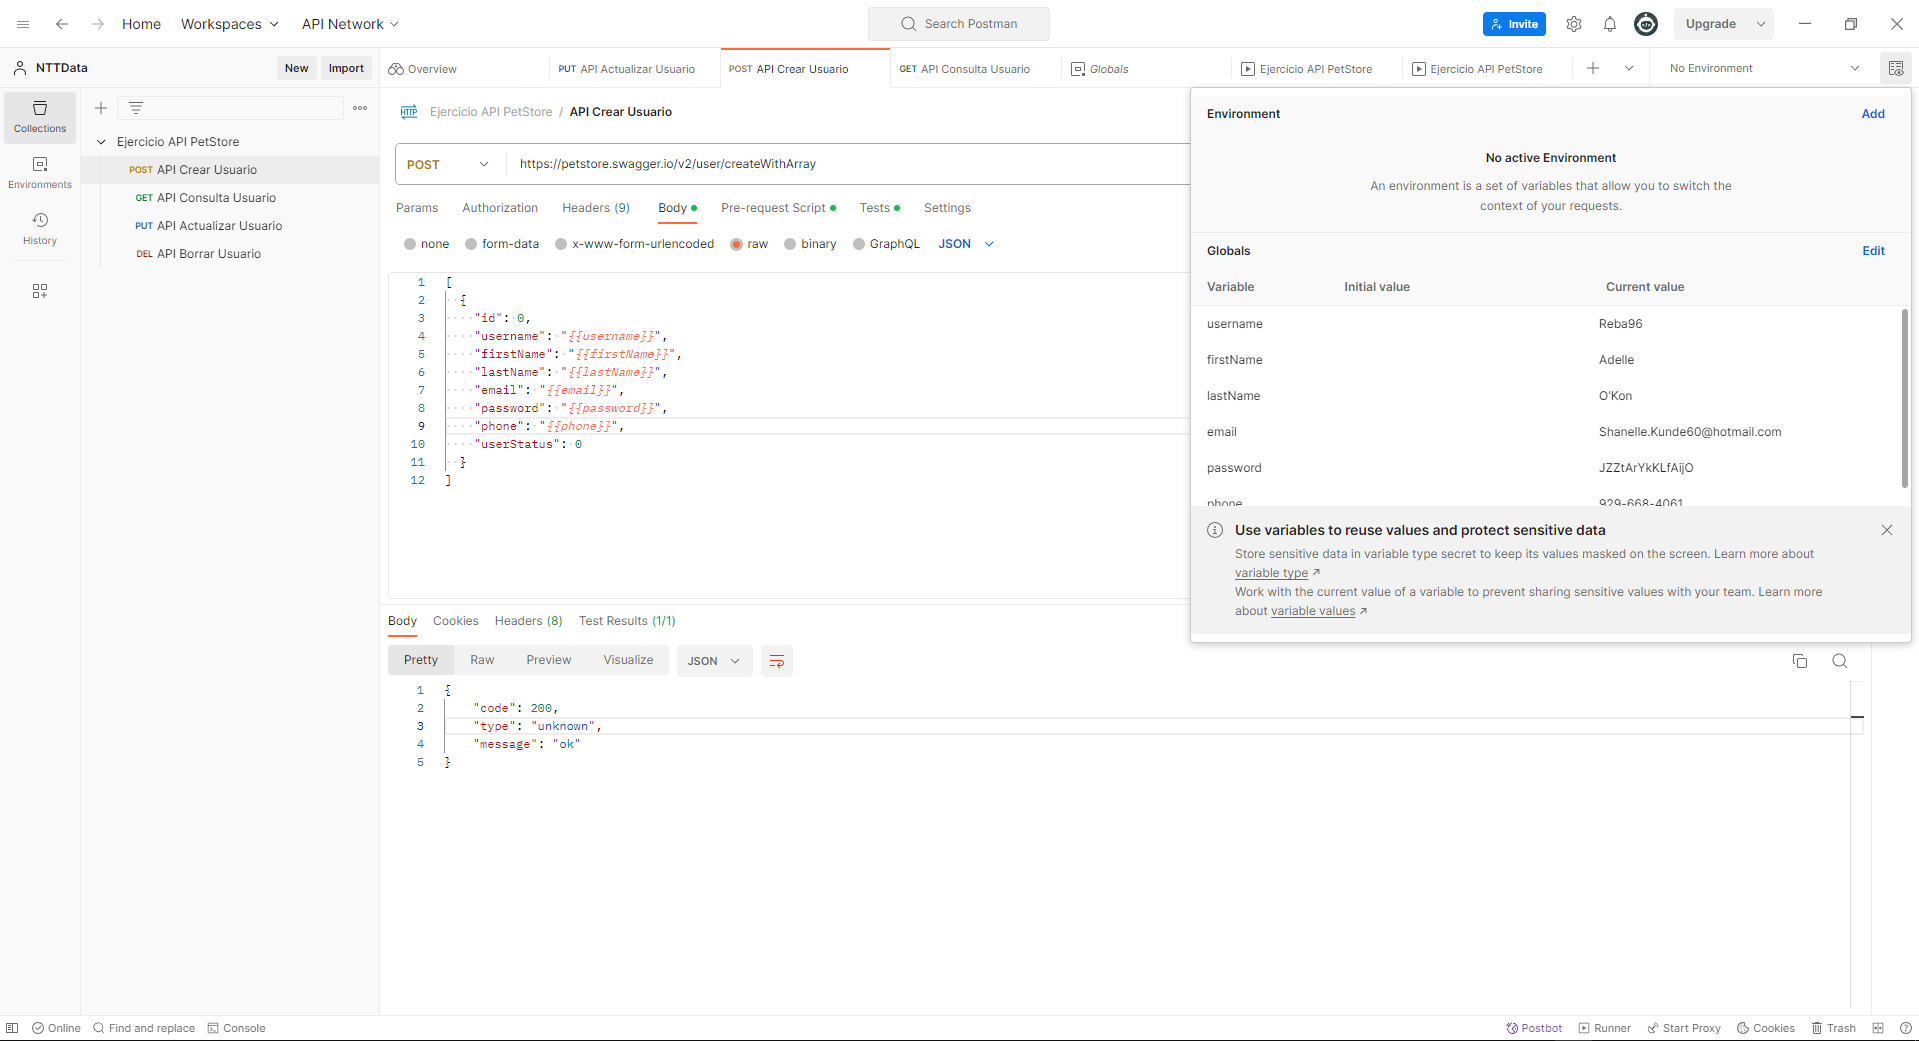 Home Workspaces API Network Search Postman Invite Upgrade
NTTData New Import Overview PUT API Actualizar Usuario POST API Crear Usuario GET API Consulta Usuario Globals Ejercicio API PetStore Ejercicio API PetStore No Environment
Collections
Environments
History
Ejercicio API PetStore
POST API Crear Usuario
GET API Consulta Usuario
PUT API Actualizar Usuario
DEL API Borrar Usuario
HTTP Ejercicio API PetStore / API Crear Usuario
POST https://petstore.swagger.io/v2/user/createWithArray
Params Authorization Headers (9) Body Pre-request Script Tests Settings
none form-data x-www-form-urlencoded raw binary GraphQL JSON
1 [
2 {
3 "id": 0,
4 "username": "{{username}}",
5 "firstName": "{{firstName}}",
6 "lastName": "{{lastName}}",
7 "email": "{{email}}",
8 "password": "{{password}}",
9 "phone": "{{phone}}",
10 "userStatus": 0
11 }
12 ]
Environment Add
No active Environment
An environment is a set of variables that allow you to switch the
context of your requests.
Globals Edit
Variable Initial value Current value
username Reba96
firstName Adelle
lastName O'Kon
email Shanelle.Kunde60@hotmail.com
password JZZtArYkKLfAijO
phone 929-668-4061
Use variables to reuse values and protect sensitive data
Store sensitive data in variable type secret to keep its values masked on the screen. Learn more about
variable type ↗
Work with the current value of a variable to prevent sharing sensitive values with your team. Learn more
about variable values ↗
Body Cookies Headers (8) Test Results (1/1)
Pretty Raw Preview Visualize JSON
1 {
2 "code": 200,
3 "type": "unknown",
4 "message": "ok"
5 }
Online Find and replace Console Postbot Runner Start Proxy Cookies Trash